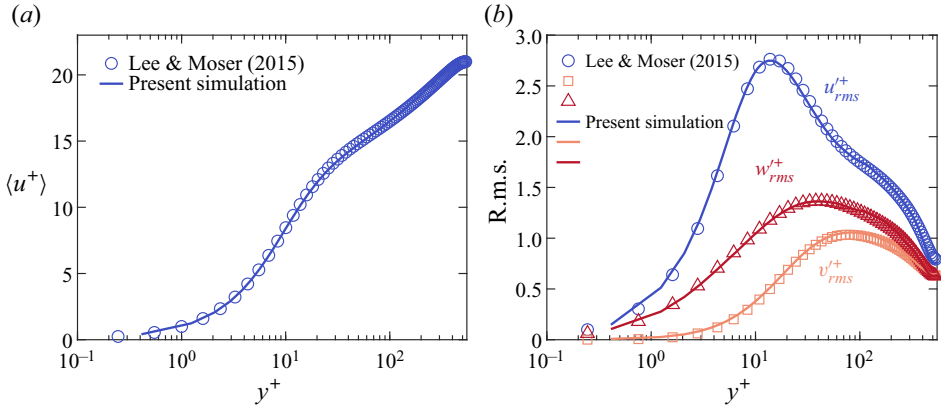 (a)
20
15
10
5
0
⟨u⁺⟩
Lee & Moser (2015)
Present simulation
10⁻¹ 10⁰ 10¹ 10²
y⁺
(b)
3.0
2.5
2.0
1.5
1.0
0.5
0
R.m.s.
Lee & Moser (2015)
Present simulation
u′⁺rms
w′⁺rms
v′⁺rms
10⁻¹ 10⁰ 10¹ 10²
y⁺